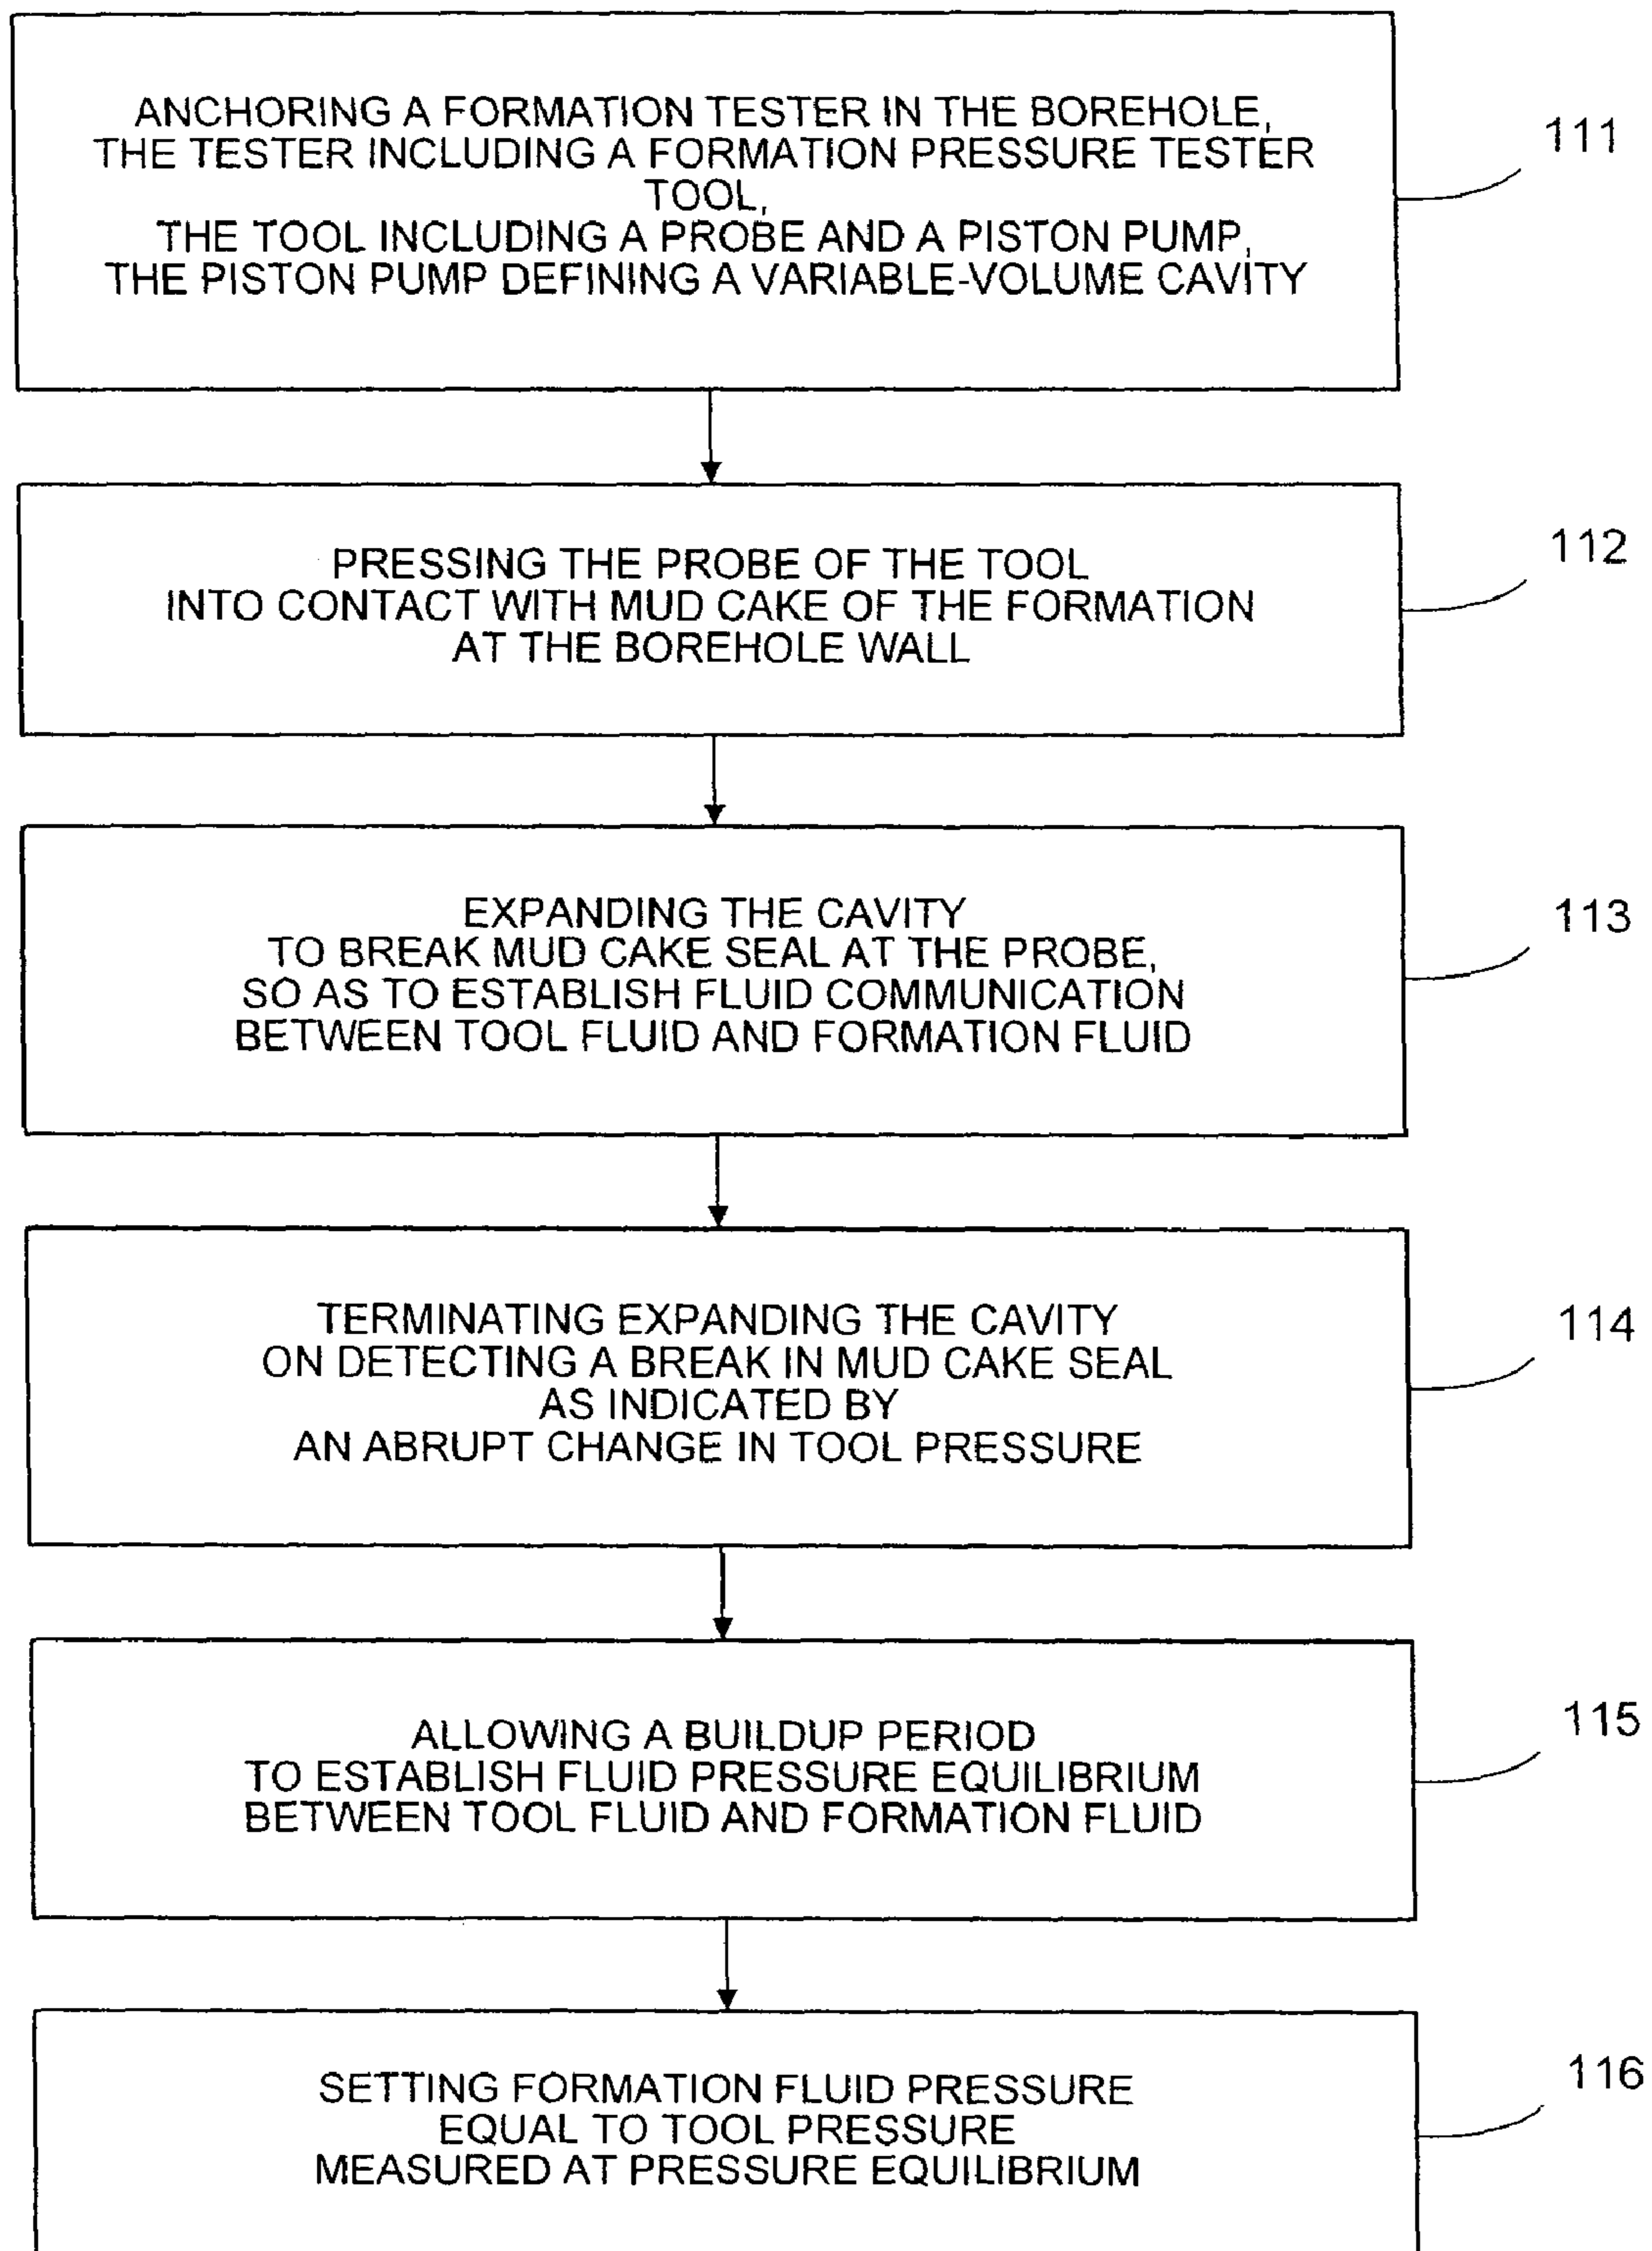 ANCHORING A FORMATION TESTER IN THE BOREHOLE,
THE TESTER INCLUDING A FORMATION PRESSURE TESTER
TOOL,
THE TOOL INCLUDING A PROBE AND A PISTON PUMP,
THE PISTON PUMP DEFINING A VARIABLE-VOLUME CAVITY
111
PRESSING THE PROBE OF THE TOOL
INTO CONTACT WITH MUD CAKE OF THE FORMATION
AT THE BOREHOLE WALL
112
EXPANDING THE CAVITY
TO BREAK MUD CAKE SEAL AT THE PROBE,
SO AS TO ESTABLISH FLUID COMMUNICATION
BETWEEN TOOL FLUID AND FORMATION FLUID
113
TERMINATING EXPANDING THE CAVITY
ON DETECTING A BREAK IN MUD CAKE SEAL
AS INDICATED BY
AN ABRUPT CHANGE IN TOOL PRESSURE
114
ALLOWING A BUILDUP PERIOD
TO ESTABLISH FLUID PRESSURE EQUILIBRIUM
BETWEEN TOOL FLUID AND FORMATION FLUID
115
SETTING FORMATION FLUID PRESSURE
EQUAL TO TOOL PRESSURE
MEASURED AT PRESSURE EQUILIBRIUM
116